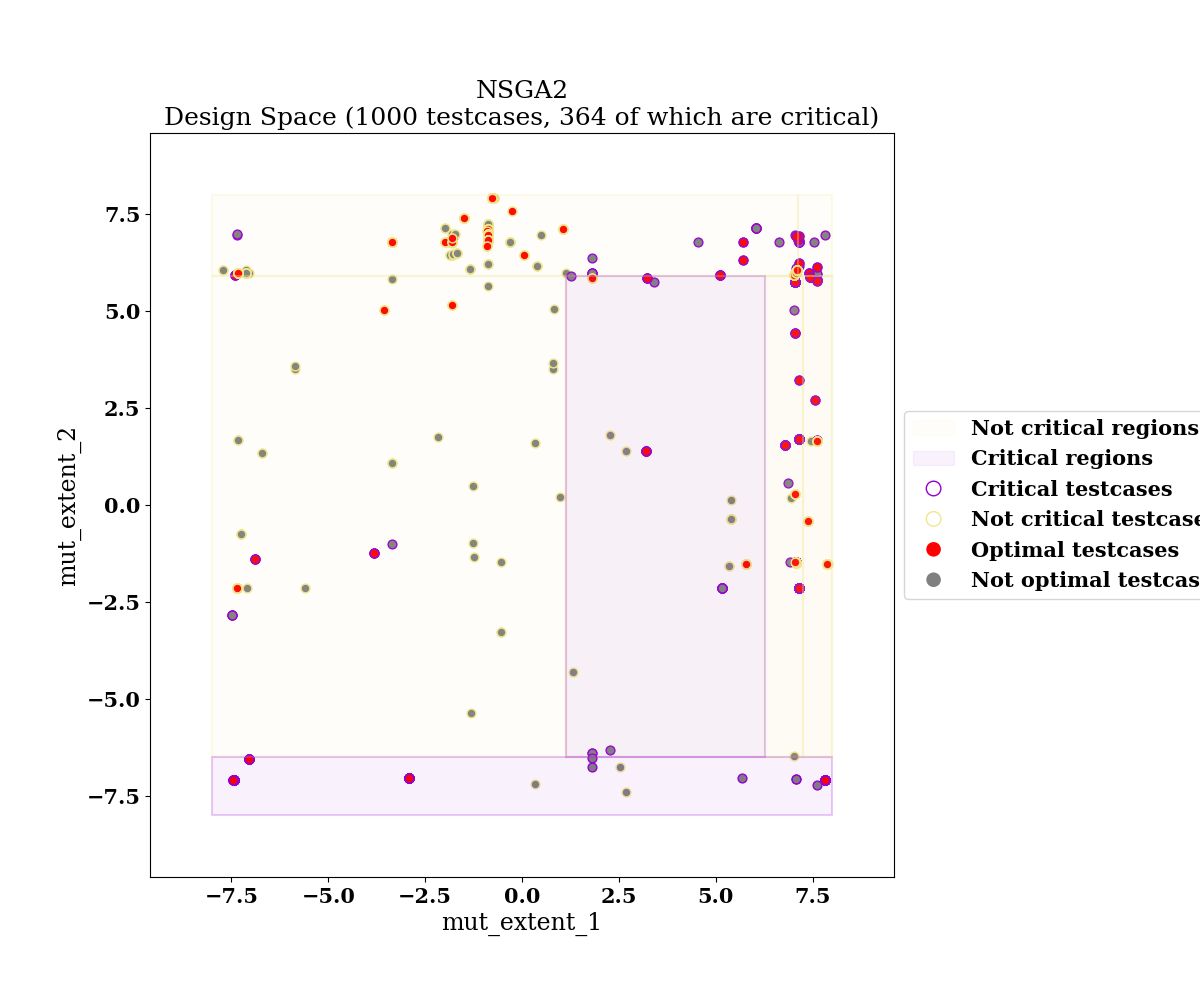 NSGA2
Design Space (1000 testcases, 364 of which are critical)
mut_extent_2
7.5
5.0
2.5
0.0
−2.5
−5.0
−7.5
−7.5
−5.0
−2.5
0.0
2.5
5.0
7.5
mut_extent_1
Not critical regions
Critical regions
Critical testcases
Not critical testcase
Optimal testcases
Not optimal testcas